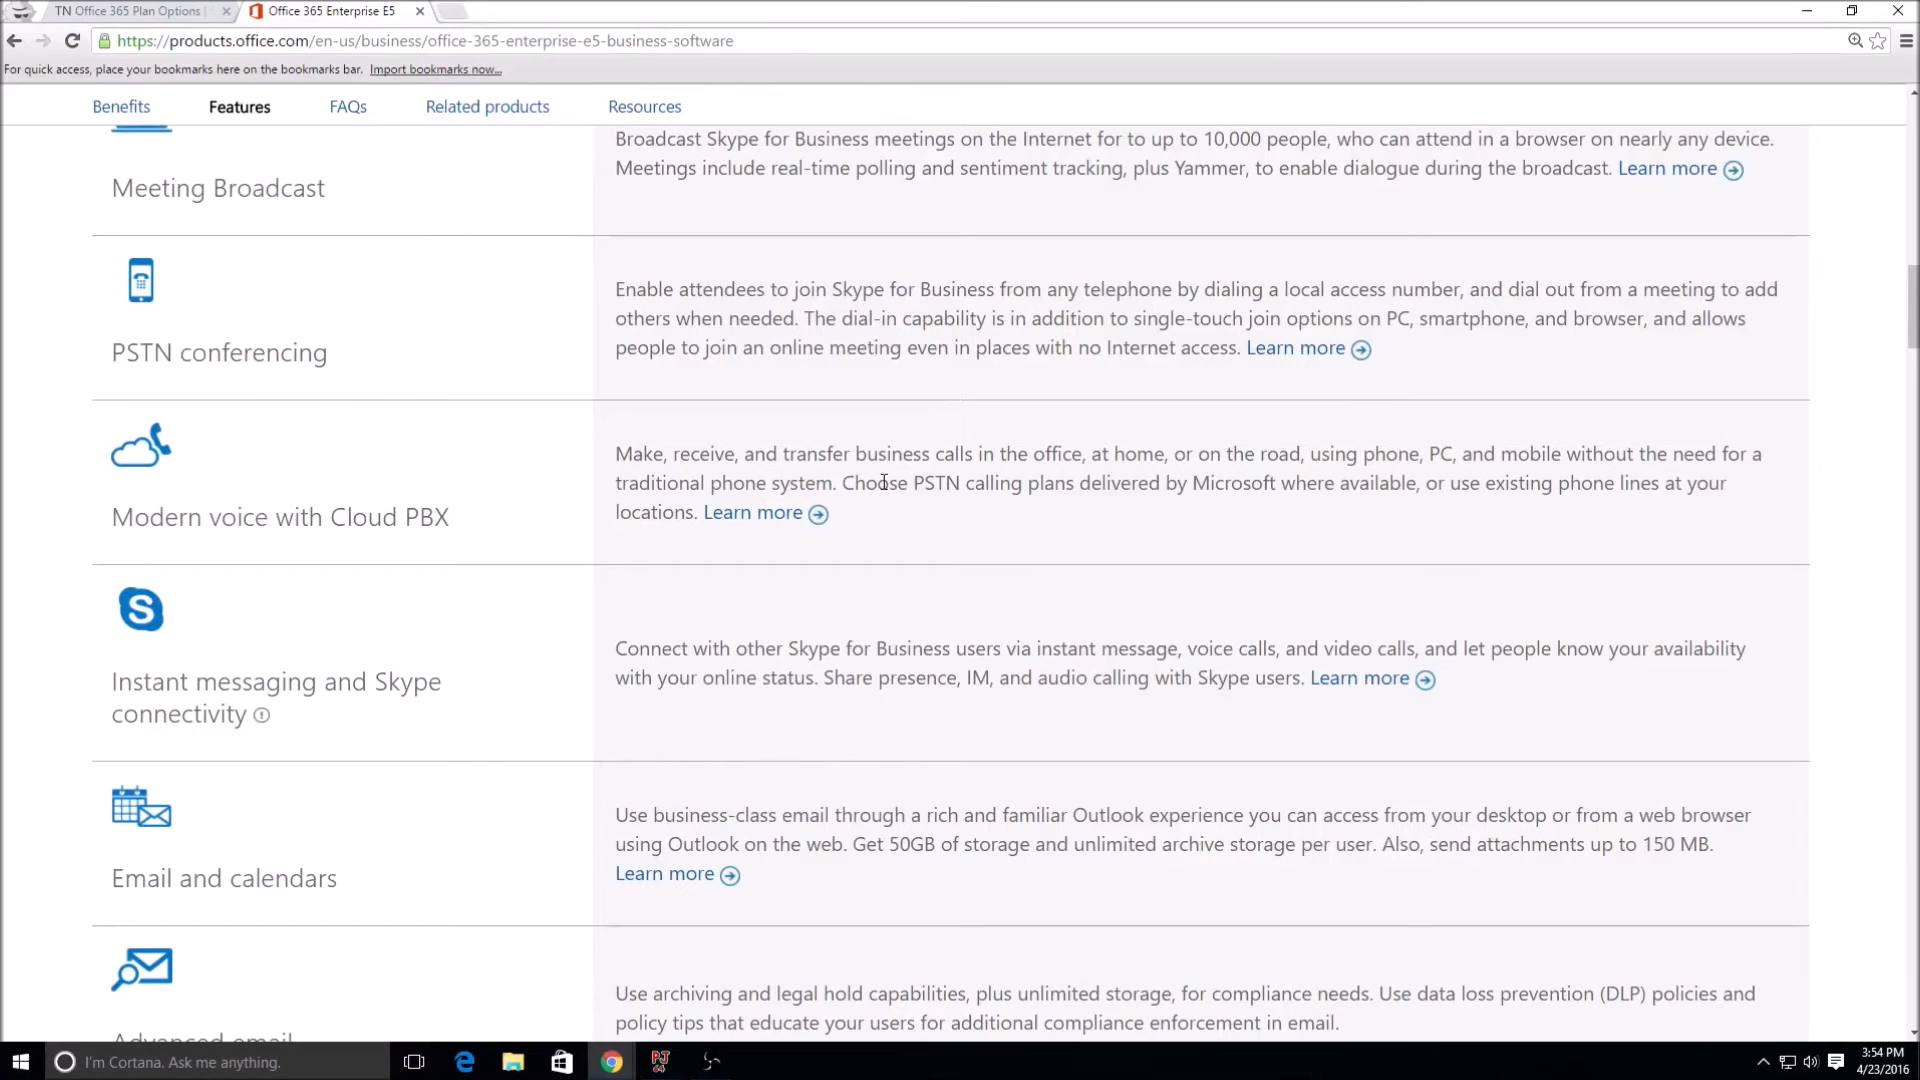 TN Office 365 Plan Options |
Office 365 Enterprise E5
https://products.office.com/en-us/business/office-365-enterprise-e5-business-software
For quick access, place your bookmarks here on the bookmarks bar. Import bookmarks now...
Benefits Features FAQs Related products Resources
Meeting Broadcast
Broadcast Skype for Business meetings on the Internet for to up to 10,000 people, who can attend in a browser on nearly any device.
Meetings include real-time polling and sentiment tracking, plus Yammer, to enable dialogue during the broadcast. Learn more
PSTN conferencing
Enable attendees to join Skype for Business from any telephone by dialing a local access number, and dial out from a meeting to add
others when needed. The dial-in capability is in addition to single-touch join options on PC, smartphone, and browser, and allows
people to join an online meeting even in places with no Internet access. Learn more
Modern voice with Cloud PBX
Make, receive, and transfer business calls in the office, at home, or on the road, using phone, PC, and mobile without the need for a
traditional phone system. Choose PSTN calling plans delivered by Microsoft where available, or use existing phone lines at your
locations. Learn more
Instant messaging and Skype
connectivity
Connect with other Skype for Business users via instant message, voice calls, and video calls, and let people know your availability
with your online status. Share presence, IM, and audio calling with Skype users. Learn more
Email and calendars
Use business-class email through a rich and familiar Outlook experience you can access from your desktop or from a web browser
using Outlook on the web. Get 50GB of storage and unlimited archive storage per user. Also, send attachments up to 150 MB.
Learn more
Advanced email
Use archiving and legal hold capabilities, plus unlimited storage, for compliance needs. Use data loss prevention (DLP) policies and
policy tips that educate your users for additional compliance enforcement in email.
I'm Cortana. Ask me anything.
3:54 PM
4/23/2016